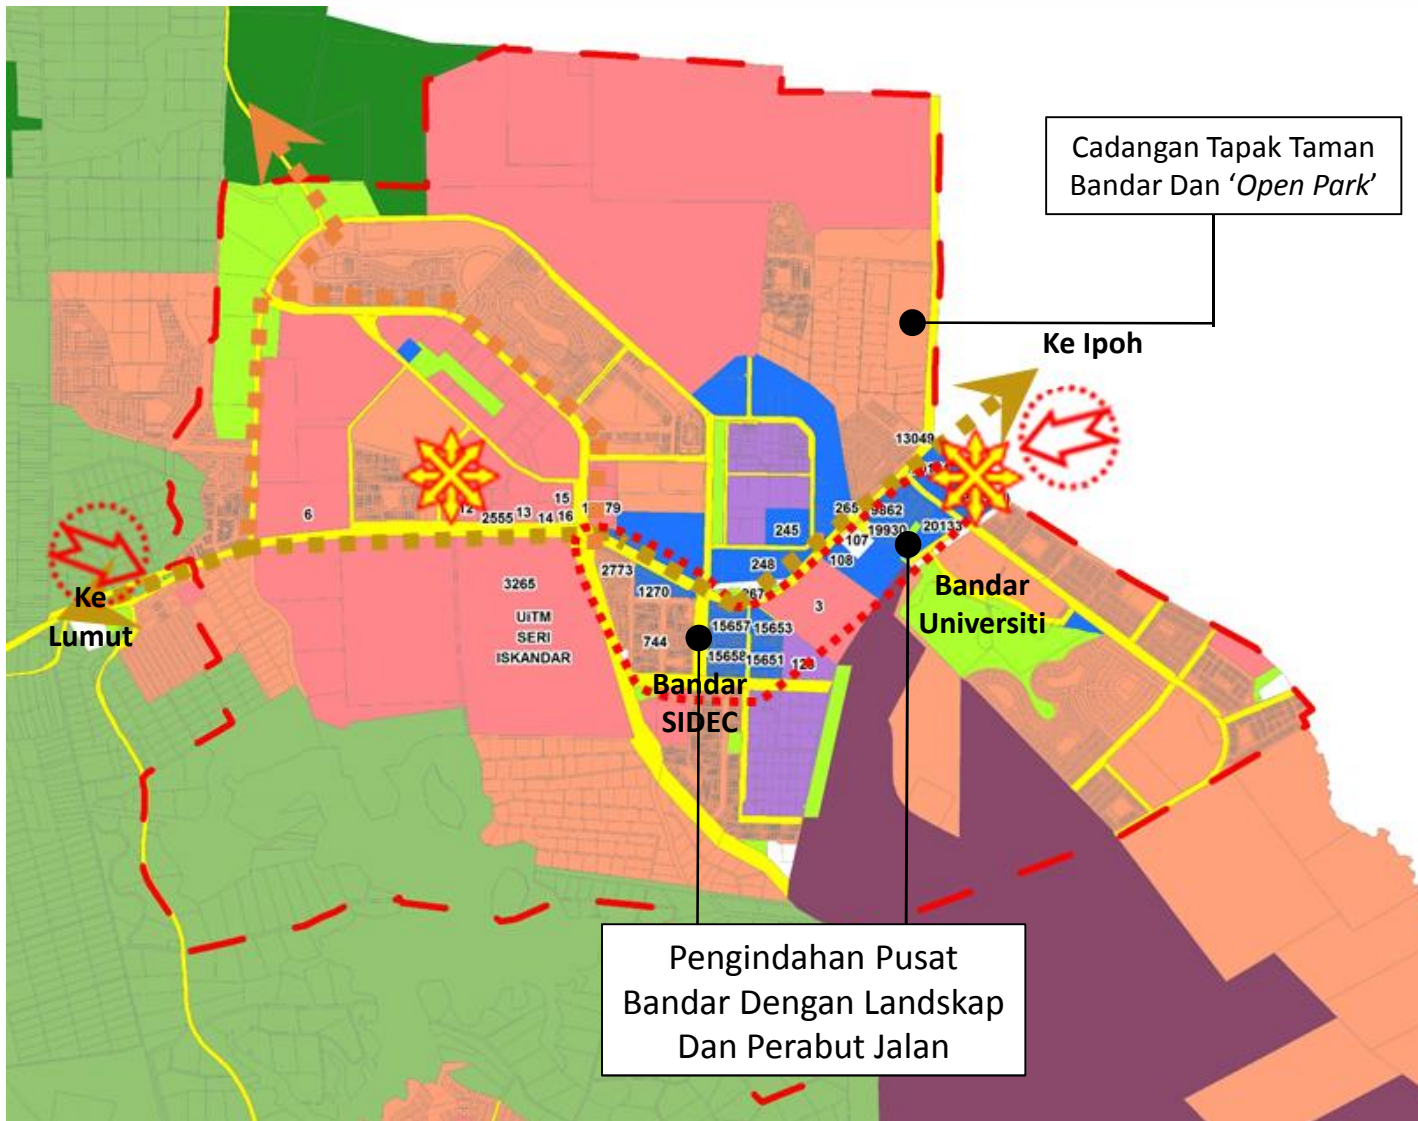 Cadangan Tapak Taman
Bandar Dan ‘Open Park’
Ke Ipoh
13049
6
12
2555
13
14
15
16
79
265
9862
245
19930
20133
107
108
248
267
2773
1270
3265
UiTM
SERI
ISKANDAR
3
744
15657
15653
15658
15651
Ke
Lumut
Bandar
Universiti
Bandar
SIDEC
Pengindahan Pusat
Bandar Dengan Landskap
Dan Perabut Jalan